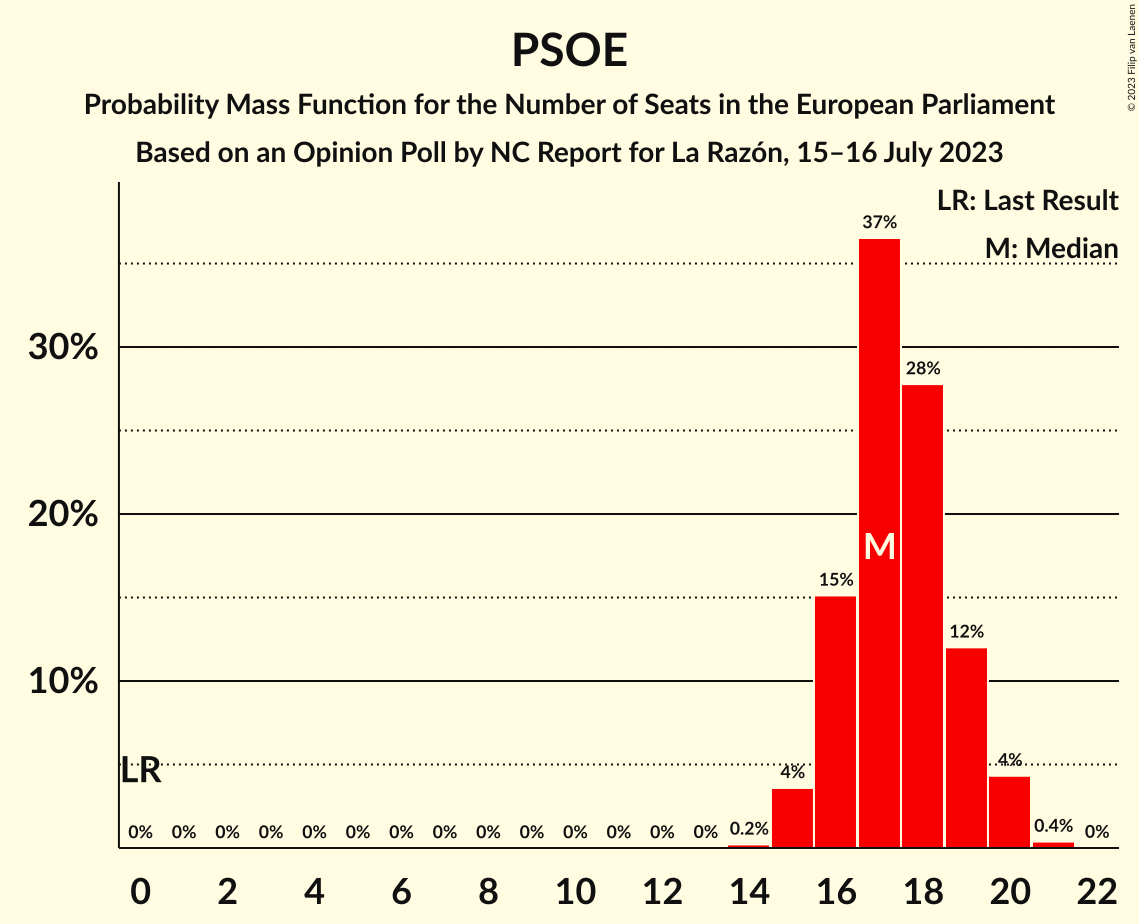 PSOE
Probability Mass Function for the Number of Seats in the European Parliament
Based on an Opinion Poll by NC Report for La Razón, 15–16 July 2023
© 2023 Filip van Laenen
LR: Last Result
M: Median
37%
30%
28%
20%
M
15%
12%
10%
LR
4%
4%
0% 0% 0% 0% 0% 0% 0% 0% 0% 0% 0% 0% 0% 0% 0.2% 0.4% 0%
0 2 4 6 8 10 12 14 16 18 20 22